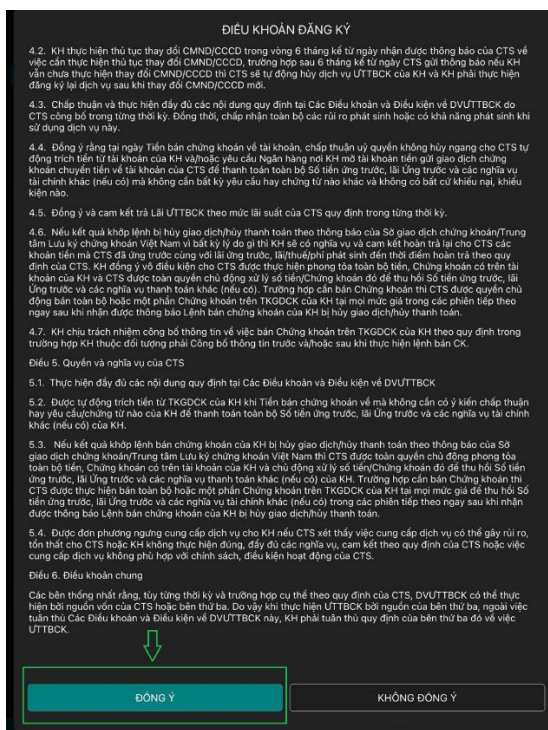 ĐIỀU KHOẢN ĐĂNG KÝ
4.2. KH thực hiện thủ tục thay đổi CMND/CCCD trong vòng 6 tháng kể từ ngày nhận được thông báo của CTS về
việc cần thực hiện thủ tục thay đổi CMND/CCCD, trường hợp sau 6 tháng kể từ ngày CTS gửi thông báo nếu KH
vẫn chưa thực hiện thay đổi CMND/CCCD thì CTS sẽ tự động hủy dịch vụ ƯTTBCK của KH và KH phải thực hiện
đăng ký lại dịch vụ sau khi thay đổi CMND/CCCD mới.
4.3. Chấp thuận và thực hiện đầy đủ các nội dung quy định tại Các Điều khoản và Điều kiện về DVƯTTBCK do
CTS công bố trong từng thời kỳ. Đồng thời, chấp nhận toàn bộ các rủi ro phát sinh hoặc có khả năng phát sinh khi
sử dụng dịch vụ này.
4.4. Đồng ý rằng tại ngày Tiền bán chứng khoán về tài khoản, chấp thuận uỷ quyền không hủy ngang cho CTS tự
động trích tiền từ tài khoản của KH và/hoặc yêu cầu Ngân hàng nơi KH mở tài khoản tiền gửi giao dịch chứng
khoán chuyển tiền về tài khoản của CTS để thanh toán toàn bộ Số tiền ứng trước, lãi Ứng trước và các nghĩa vụ
tài chính khác (nếu có) mà không cần bất kỳ yêu cầu hay chứng từ nào khác và không có bất cứ khiếu nại, khiếu
kiện nào.
4.5. Đồng ý và cam kết trả Lãi ƯTTBCK theo mức lãi suất của CTS quy định trong từng thời kỳ.
4.6. Nếu kết quả khớp lệnh bị hủy giao dịch/hủy thanh toán theo thông báo của Sở giao dịch chứng khoán/Trung
tâm Lưu ký chứng khoán Việt Nam vì bất kỳ lý do gì thì KH sẽ có nghĩa vụ và cam kết hoàn trả lại cho CTS các
khoản tiền mà CTS đã ứng trước cùng với lãi ứng trước, lãi/thuế/phí phát sinh đến thời điểm hoàn trả theo quy
định của CTS. KH đồng ý vô điều kiện cho CTS được thực hiện phong tỏa toàn bộ tiền, Chứng khoán có trên tài
khoản của KH và CTS được toàn quyền chủ động xử lý số tiền/Chứng khoán đó để thu hồi Số tiền ứng trước, lãi
Ứng trước và các nghĩa vụ thanh toán khác (nếu có). Trường hợp cần bán Chứng khoán thì CTS được quyền chủ
động bán toàn bộ hoặc một phần Chứng khoán trên TKGDCK của KH tại mọi mức giá trong các phiên tiếp theo
ngay sau khi nhận được thông báo Lệnh bán chứng khoán của KH bị hủy giao dịch/hủy thanh toán.
4.7. KH chịu trách nhiệm công bố thông tin về việc bán Chứng khoán trên TKGDCK của KH theo quy định trong
trường hợp KH thuộc đối tượng phải Công bố thông tin trước và/hoặc sau khi thực hiện lệnh bán CK.
Điều 5. Quyền và nghĩa vụ của CTS
5.1. Thực hiện đầy đủ các nội dung quy định tại Các Điều khoản và Điều kiện về DVƯTTBCK
5.2. Được tự động trích tiền từ TKGDCK của KH khi Tiền bán chứng khoán về mà không cần có ý kiến chấp thuận
hay yêu cầu/chứng từ nào của KH để thanh toán toàn bộ Số tiền ứng trước, lãi Ứng trước và các nghĩa vụ tài chính
khác (nếu có) của KH.
5.3. Nếu kết quả khớp lệnh bán chứng khoán của KH bị hủy giao dịch/hủy thanh toán theo thông báo của Sở
giao dịch chứng khoán/Trung tâm Lưu ký chứng khoán Việt Nam thì CTS được toàn quyền chủ động phong tỏa
toàn bộ tiền, Chứng khoán có trên tài khoản của KH và chủ động xử lý số tiền/Chứng khoán đó để thu hồi Số tiền
ứng trước, lãi Ứng trước và các nghĩa vụ thanh toán khác (nếu có) của KH. Trường hợp cần bán Chứng khoán thì
CTS được thực hiện bán toàn bộ hoặc một phần Chứng khoán trên TKGDCK của KH tại mọi mức giá để thu hồi Số
tiền ứng trước, lãi Ứng trước và các nghĩa vụ tài chính khác (nếu có) trong các phiên tiếp theo ngay sau khi nhận
được thông báo Lệnh bán chứng khoán của KH bị hủy giao dịch/hủy thanh toán.
5.4. Được đơn phương ngưng cung cấp dịch vụ cho KH nếu CTS xét thấy việc cung cấp dịch vụ có thể gây rủi ro,
tổn thất cho CTS hoặc KH không thực hiện đúng, đầy đủ các nghĩa vụ, cam kết theo quy định của CTS hoặc việc
cung cấp dịch vụ không phù hợp với chính sách, điều kiện hoạt động của CTS.
Điều 6. Điều khoản chung
Các bên thống nhất rằng, tùy từng thời kỳ và trường hợp cụ thể theo quy định của CTS, DVƯTTBCK có thể thực
hiện bởi nguồn vốn của CTS hoặc bên thứ ba. Do vậy khi thực hiện ƯTTBCK bởi nguồn của bên thứ ba, ngoài việc
tuân thủ Các Điều khoản và Điều kiện về DVƯTTBCK này, KH phải tuân thủ quy định của bên thứ ba đó về việc
ƯTTBCK.
ĐỒNG Ý
KHÔNG ĐỒNG Ý